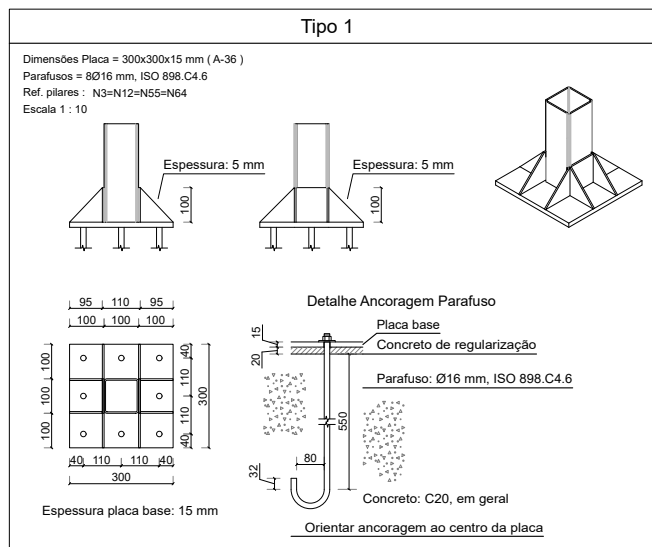 Tipo 1
Dimensões Placa = 300x300x15 mm ( A-36 )
Parafusos = 8Ø16 mm, ISO 898.C4.6
Ref. pilares : N3=N12=N55=N64
Escala 1 : 10
Espessura: 5 mm
100
Espessura: 5 mm
100
95 110 95
100 100 100
100
100
100
40
110
110
40
300
40 110 110 40
300
Espessura placa base: 15 mm
Detalhe Ancoragem Parafuso
15
20
Placa base
Concreto de regularização
Parafuso: Ø16 mm, ISO 898.C4.6
550
80
32
Concreto: C20, em geral
Orientar ancoragem ao centro da placa